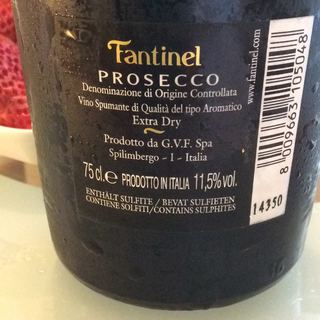 Fantinel
PROSECCO
Denominazione di Origine Controllata
Vino Spumante di Qualità del tipo Aromatico
Extra Dry
Prodotto da G.V.F. Spa
Spilimbergo - I - Italia
75 cl. e PRODOTTO IN ITALIA 11,5% vol.
ENTHÄLT SULFITE / BEVAT SULFIETEN
CONTIENE SOLFITI / CONTAINS SULPHITES
www.fantinel.com
8 009663 105048
14350